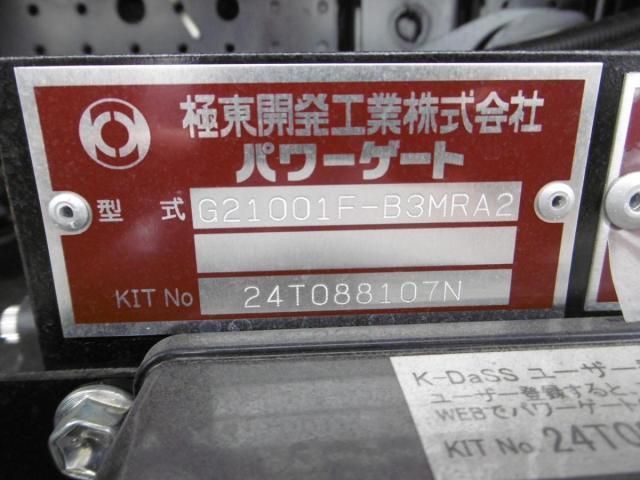 極東開発工業株式会社
パワーゲート
型式 G21001F-B3MRA2
KIT No 24T088107N
K-DaSS ユーザー
ユーザー登録すると、
WEBでパワーゲート
KIT No. 24T0